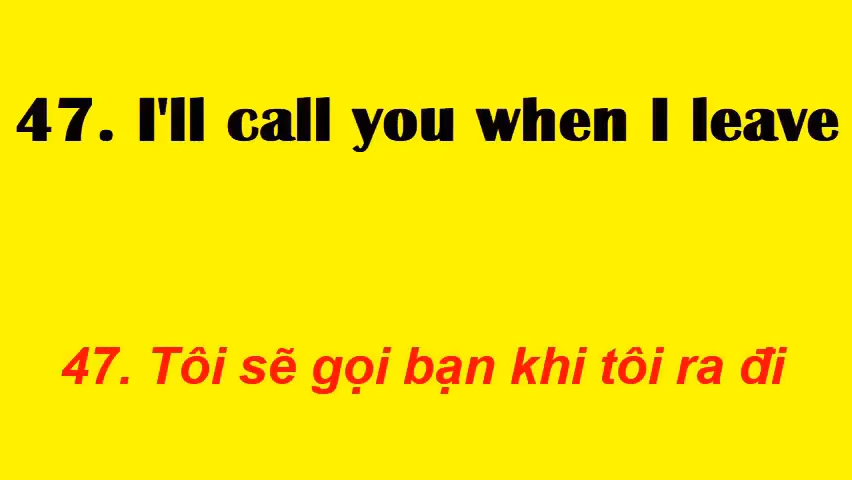 47. I'll call you when I leave
47. Tôi sẽ gọi bạn khi tôi ra đi